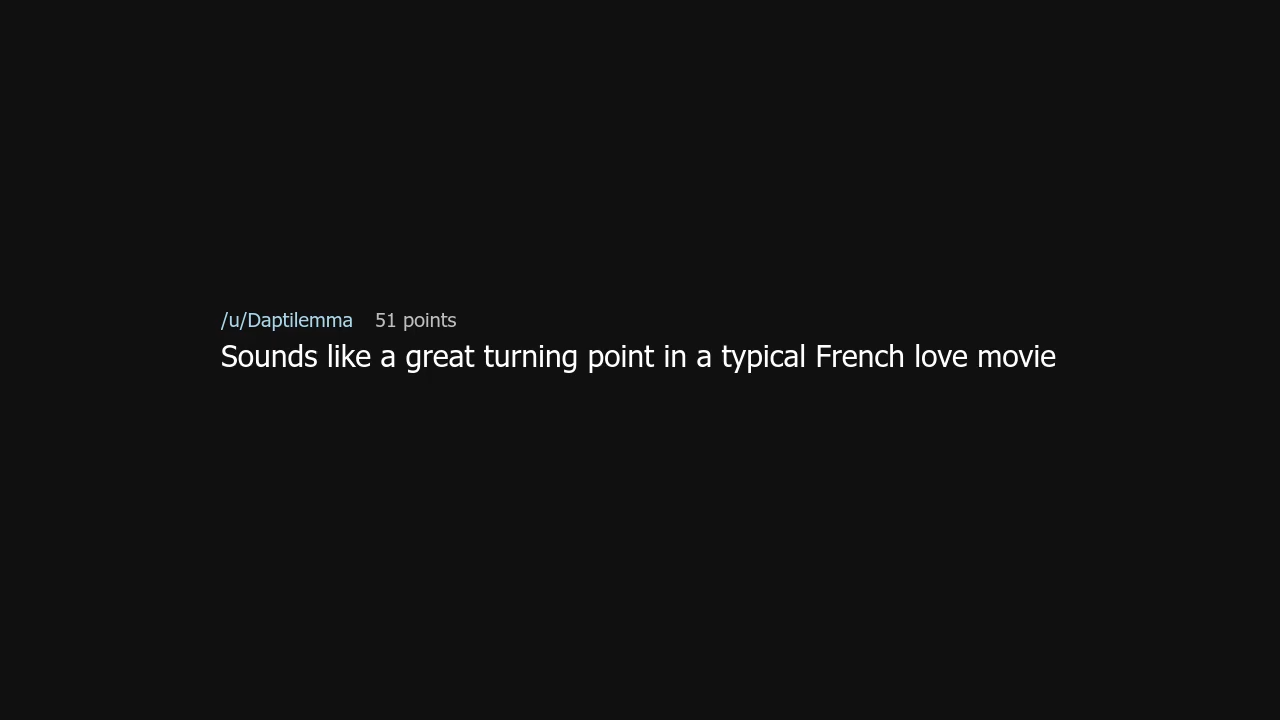 /u/Daptilemma 51 points
Sounds like a great turning point in a typical French love movie